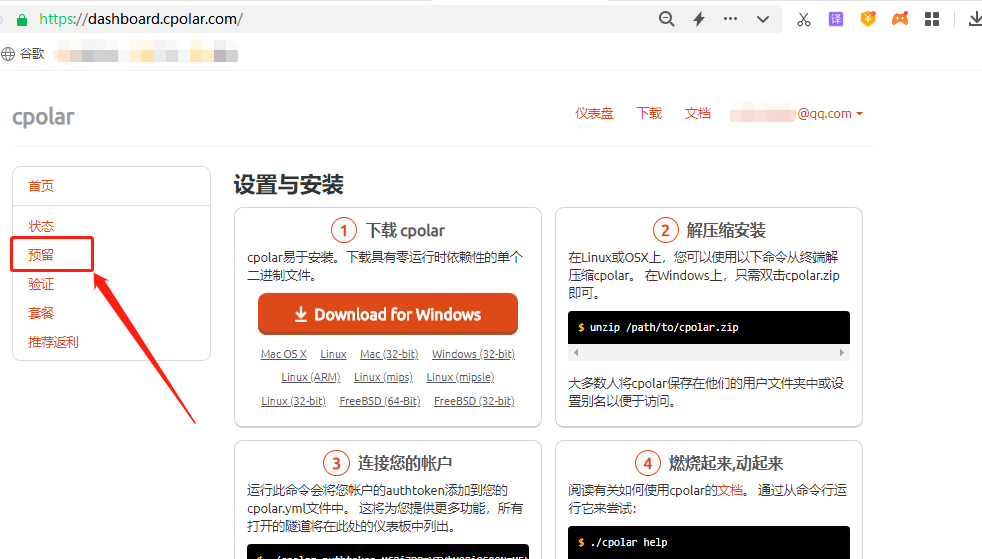 https://dashboard.cpolar.com/
译
谷歌
cpolar
仪表盘 下载 文档 @qq.com
首页
状态
预留
验证
套餐
推荐返利
设置与安装
1 下载 cpolar
cpolar易于安装。下载具有零运行时依赖性的单个
二进制文件。
Download for Windows
Mac OS X Linux Mac (32-bit) Windows (32-bit)
Linux (ARM) Linux (mips) Linux (mipsle)
Linux (32-bit) FreeBSD (64-Bit) FreeBSD (32-bit)
2 解压缩安装
在Linux或OSX上，您可以使用以下命令从终端解
压缩cpolar。 在Windows上，只需双击cpolar.zip
即可。
$ unzip /path/to/cpolar.zip
大多数人将cpolar保存在他们的用户文件夹中或设
置别名以便于访问。
3 连接您的帐户
运行此命令会将您帐户的authtoken添加到您的
cpolar.yml文件中。 这将为您提供更多功能，所有
打开的隧道将在此处的仪表板中列出。
4 燃烧起来,动起来
阅读有关如何使用cpolar的文档。 通过从命令行运
行它来尝试：
$ ./cpolar help